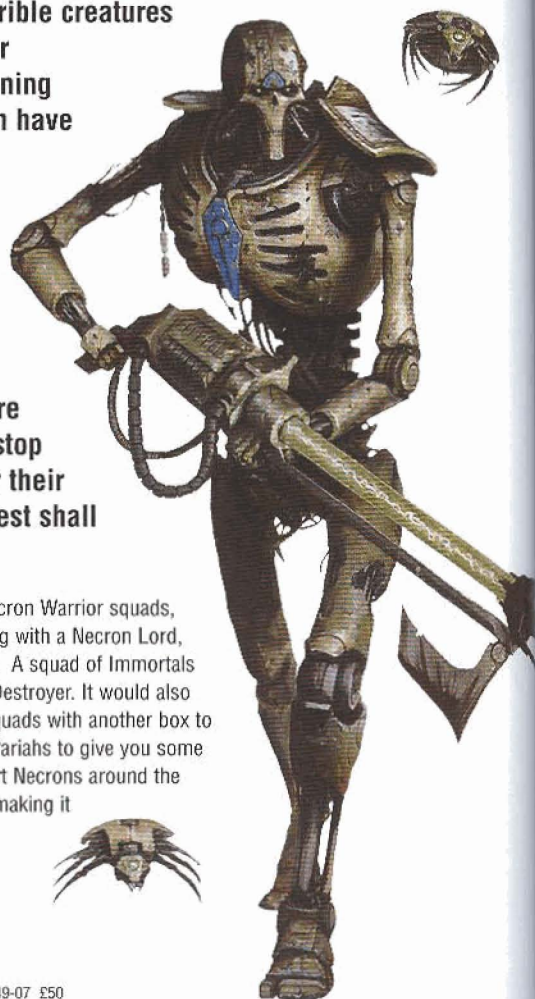 rible creatures
r
ning
n have
re
stop
r their
est shall
cron Warrior squads,
g with a Necron Lord,
A squad of Immortals
Destroyer. It would also
quads with another box to
ariahs to give you some
rt Necrons around the
making it
9-07 £50